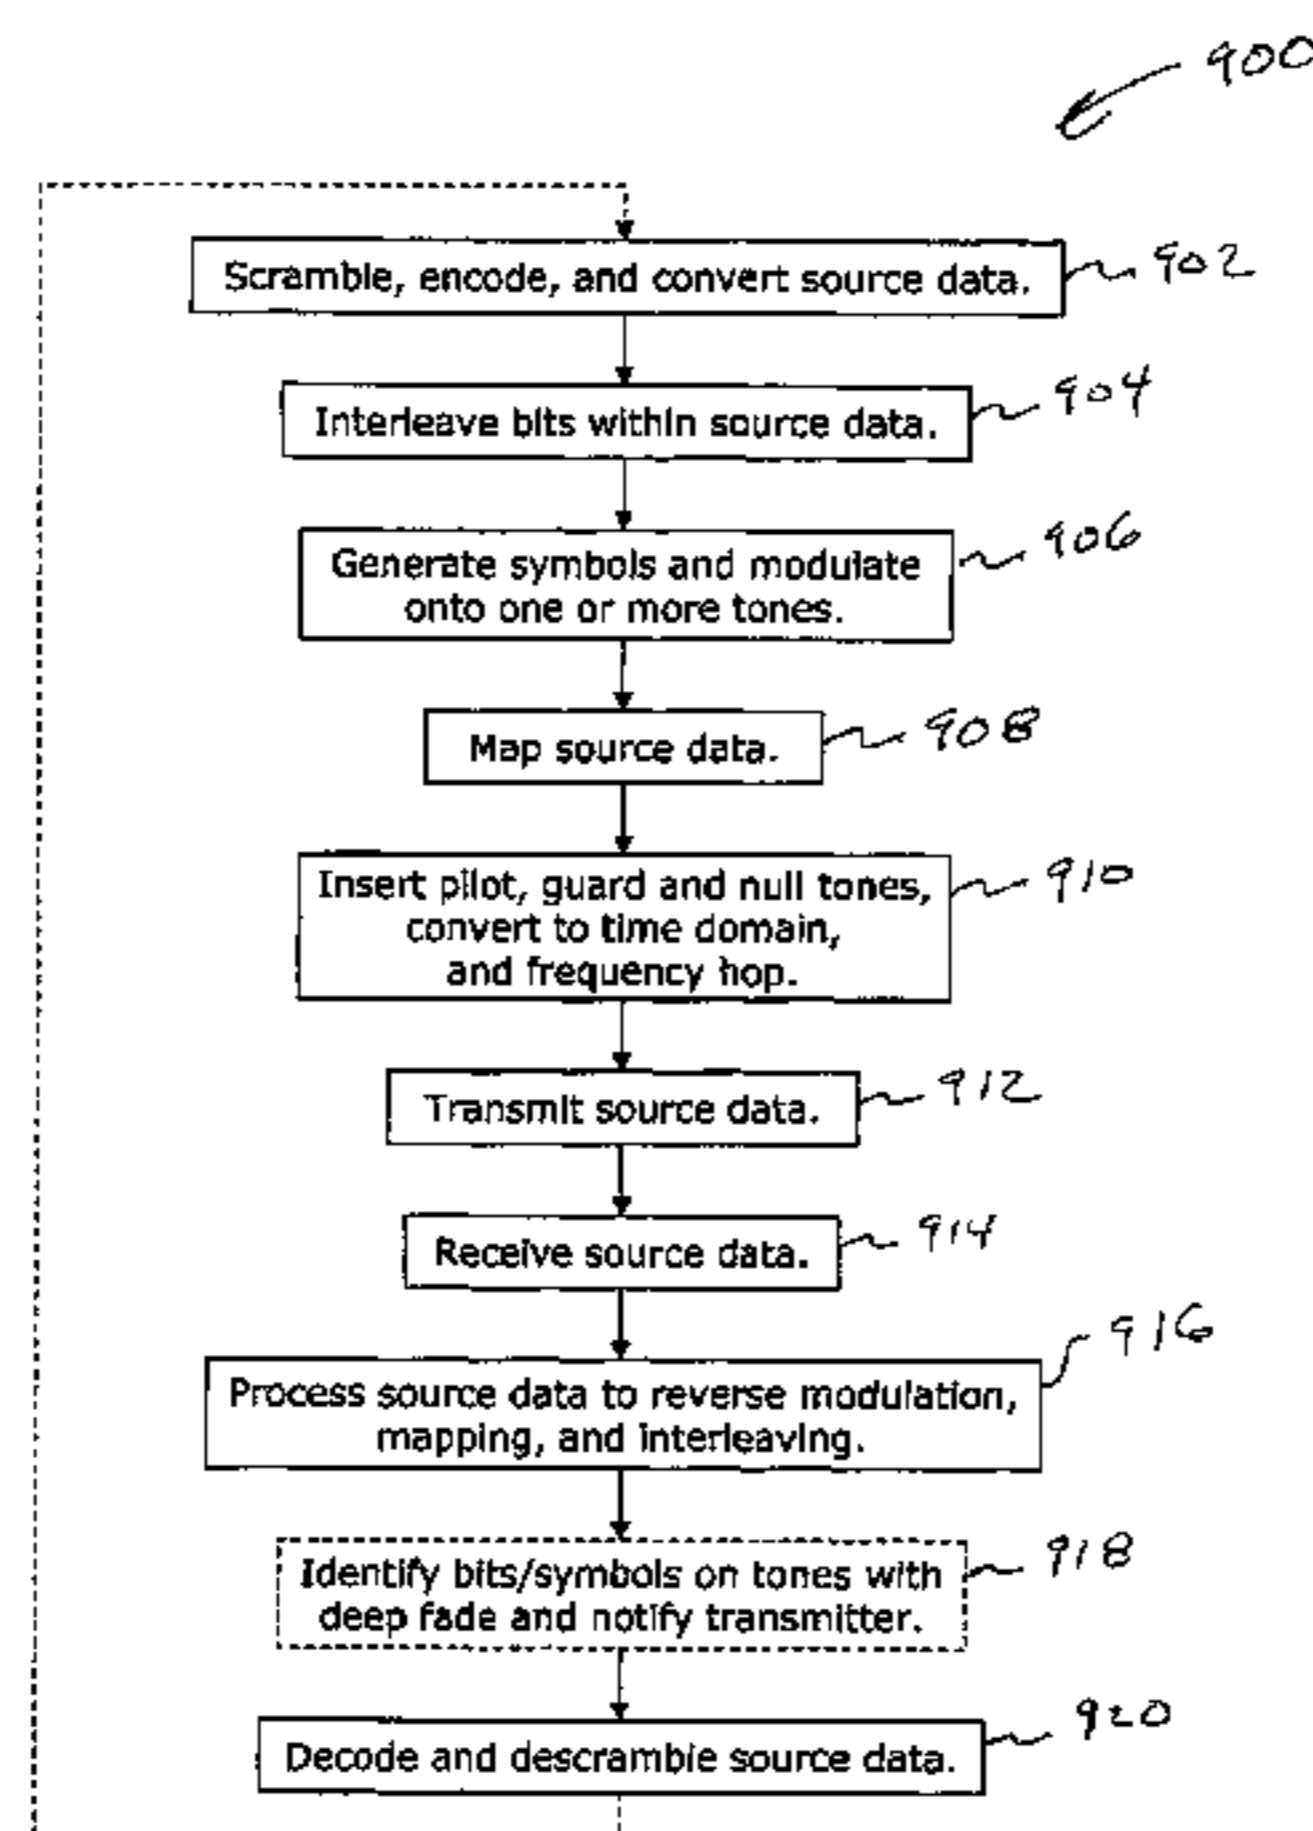 900
Scramble, encode, and convert source data.
902
Interleave bits within source data.
904
Generate symbols and modulate
onto one or more tones.
906
Map source data.
908
Insert pilot, guard and null tones,
convert to time domain,
and frequency hop.
910
Transmit source data.
912
Receive source data.
914
Process source data to reverse modulation,
mapping, and interleaving.
916
Identify bits/symbols on tones with
deep fade and notify transmitter.
918
Decode and descramble source data.
920